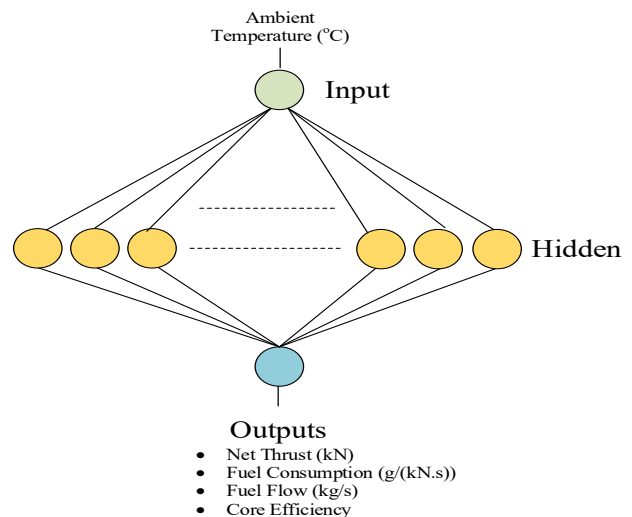 Ambient
Temperature (°C)
Input
Hidden
Outputs
• Net Thrust (kN)
• Fuel Consumption (g/(kN.s))
• Fuel Flow (kg/s)
• Core Efficiency